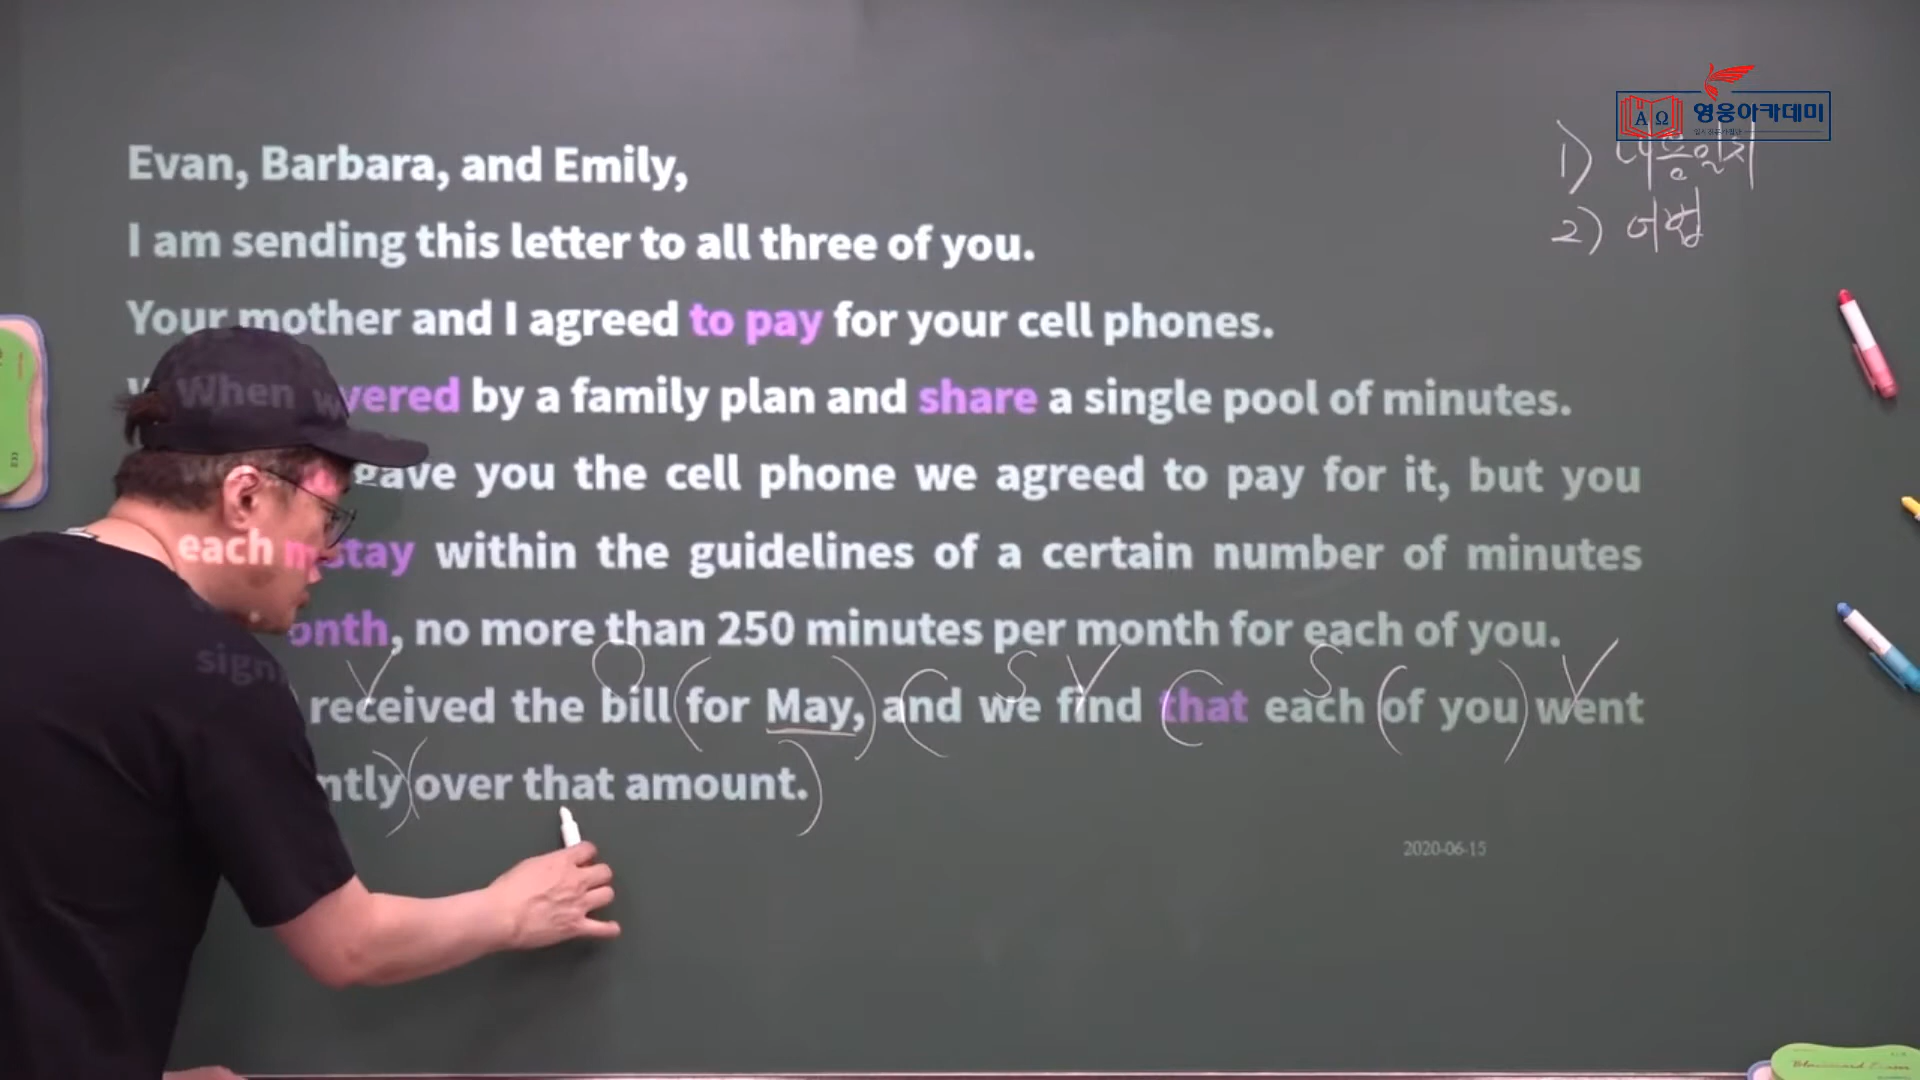 영웅아카데미
1) 내용일치
2) 어법
Evan, Barbara, and Emily,
I am sending this letter to all three of you.
Your mother and I agreed to pay for your cell phones.
vered by a family plan and share a single pool of minutes.
When gave you the cell phone we agreed to pay for it, but you
each stay within the guidelines of a certain number of minutes
onth, no more than 250 minutes per month for each of you.
received the bill (for May,) (and we find (that each (of you) went
ntly) (over that amount.)
V O S V S V
2020-06-15